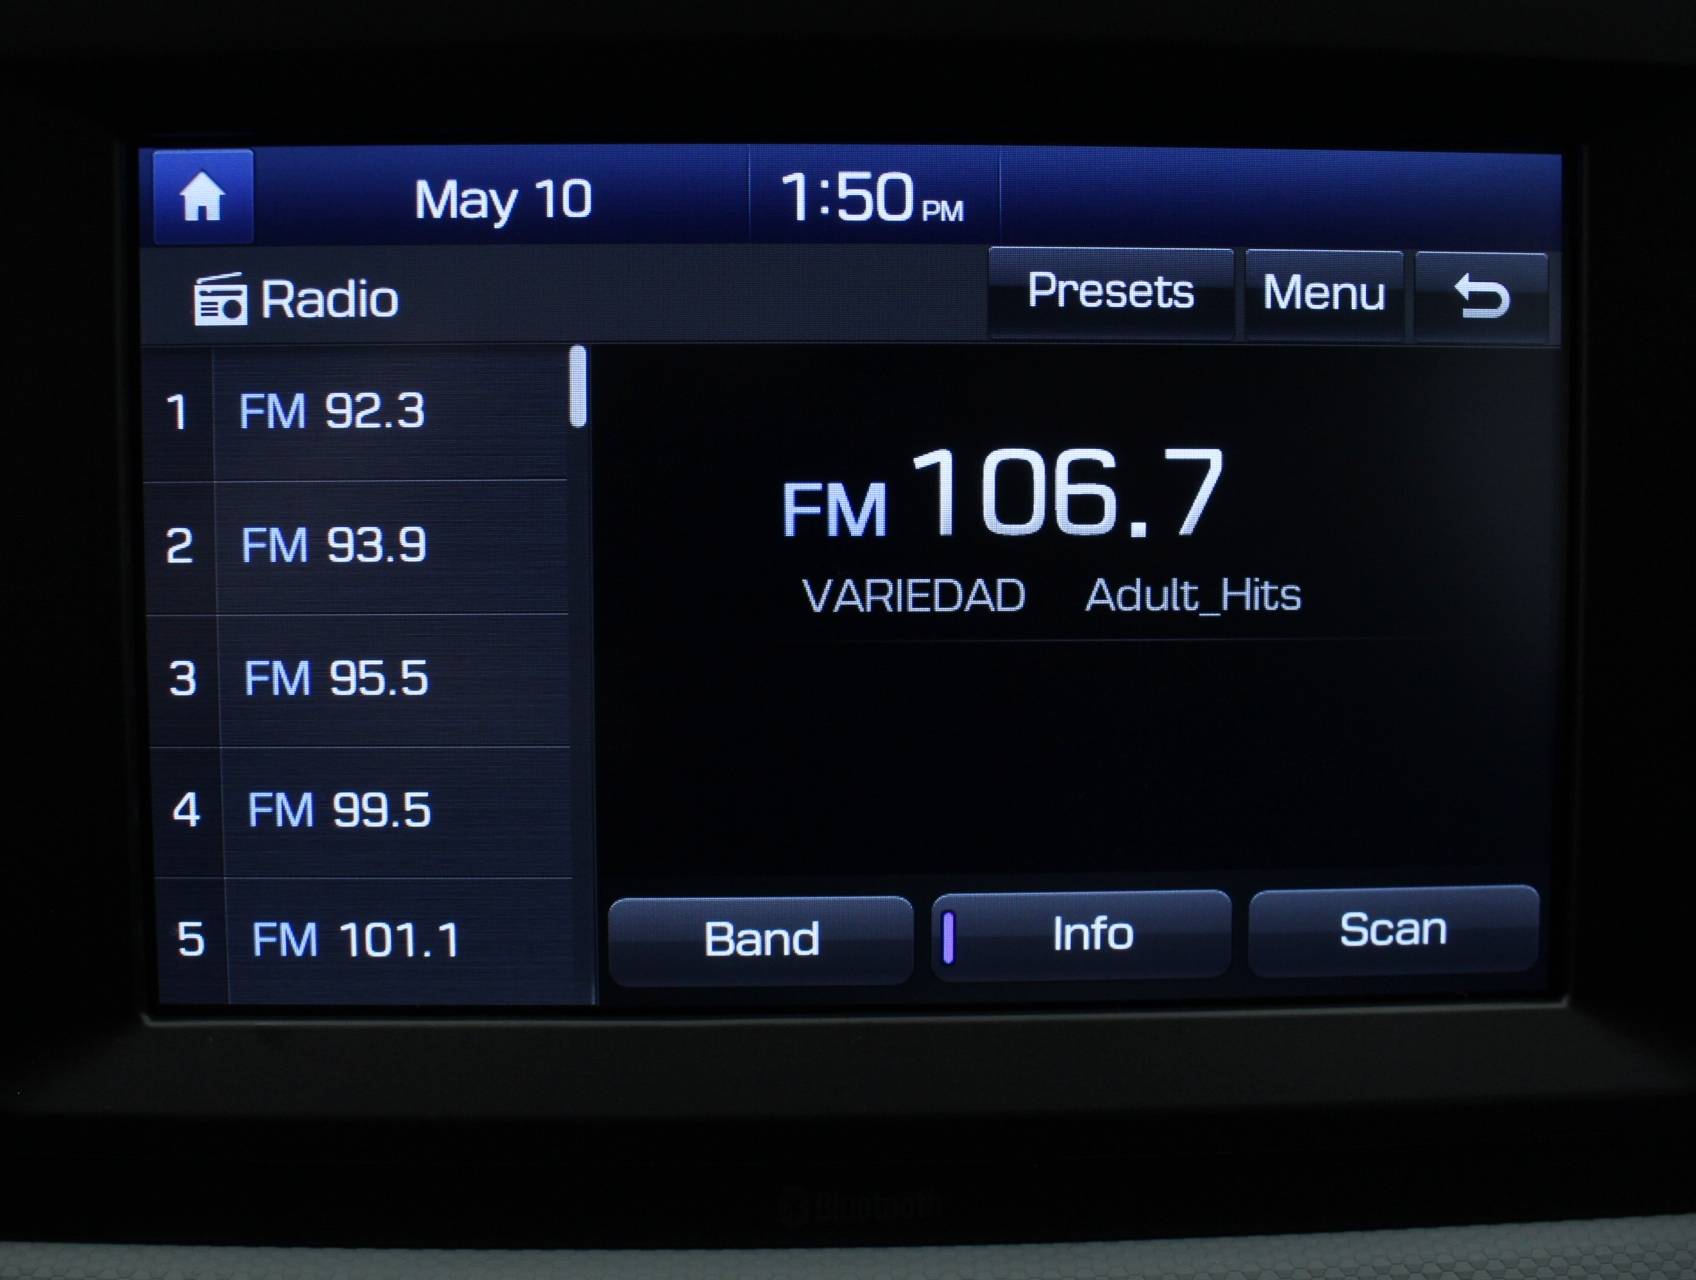 May 10 1:50 PM
Radio Presets Menu
1 FM 92.3
2 FM 93.9
3 FM 95.5
4 FM 99.5
5 FM 101.1
FM 106.7
VARIEDAD Adult_Hits
Band Info Scan
Bluetooth